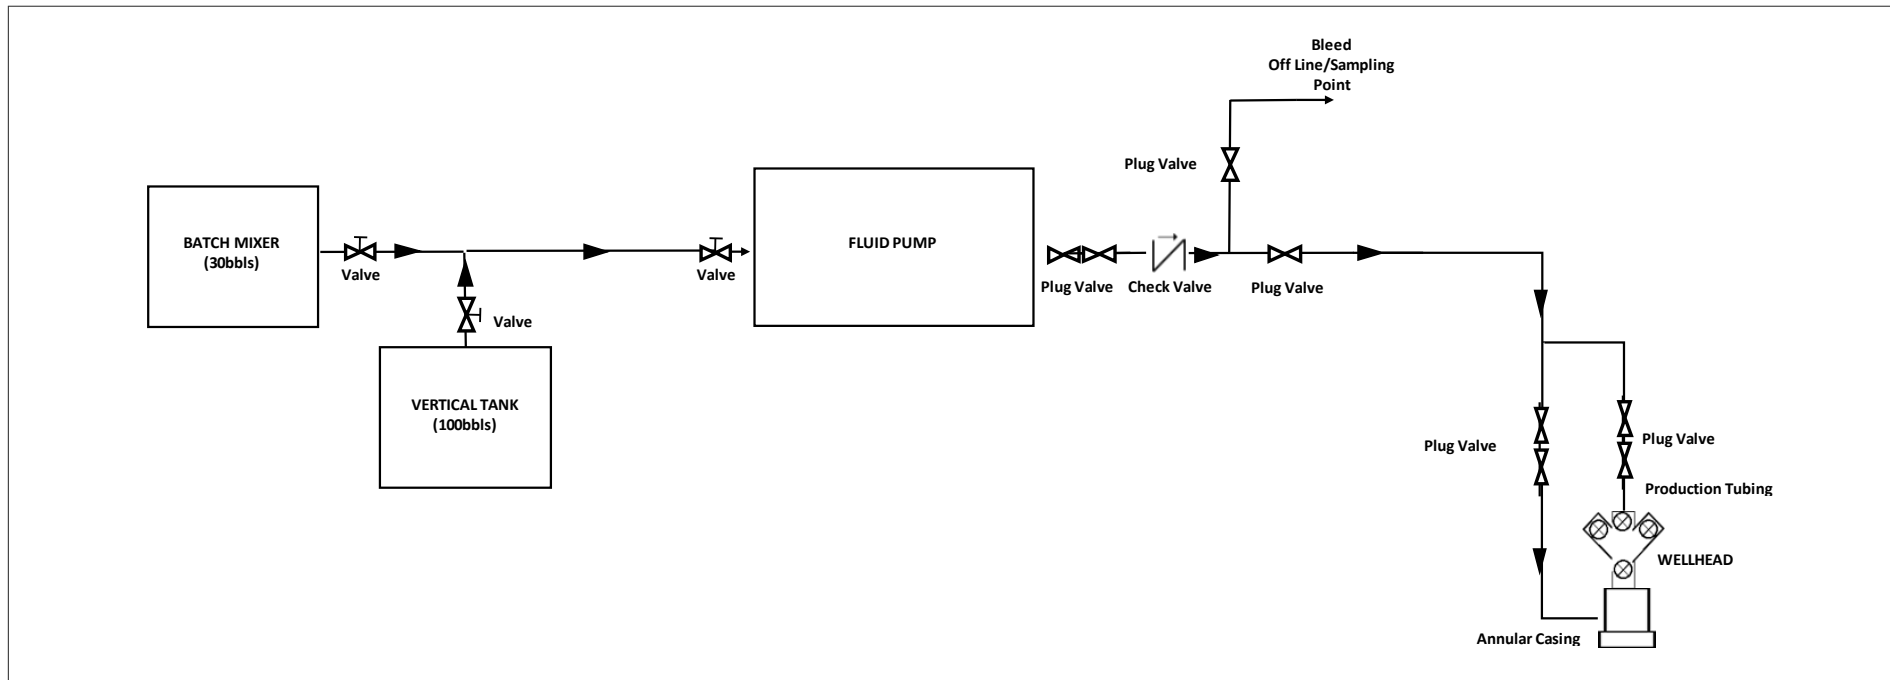 Bleed
Off Line/Sampling
Point
Plug Valve
BATCH MIXER
(30bbls)
Valve
Valve
FLUID PUMP
Plug Valve
Check Valve
Plug Valve
Valve
VERTICAL TANK
(100bbls)
Plug Valve
Plug Valve
Production Tubing
WELLHEAD
Annular Casing